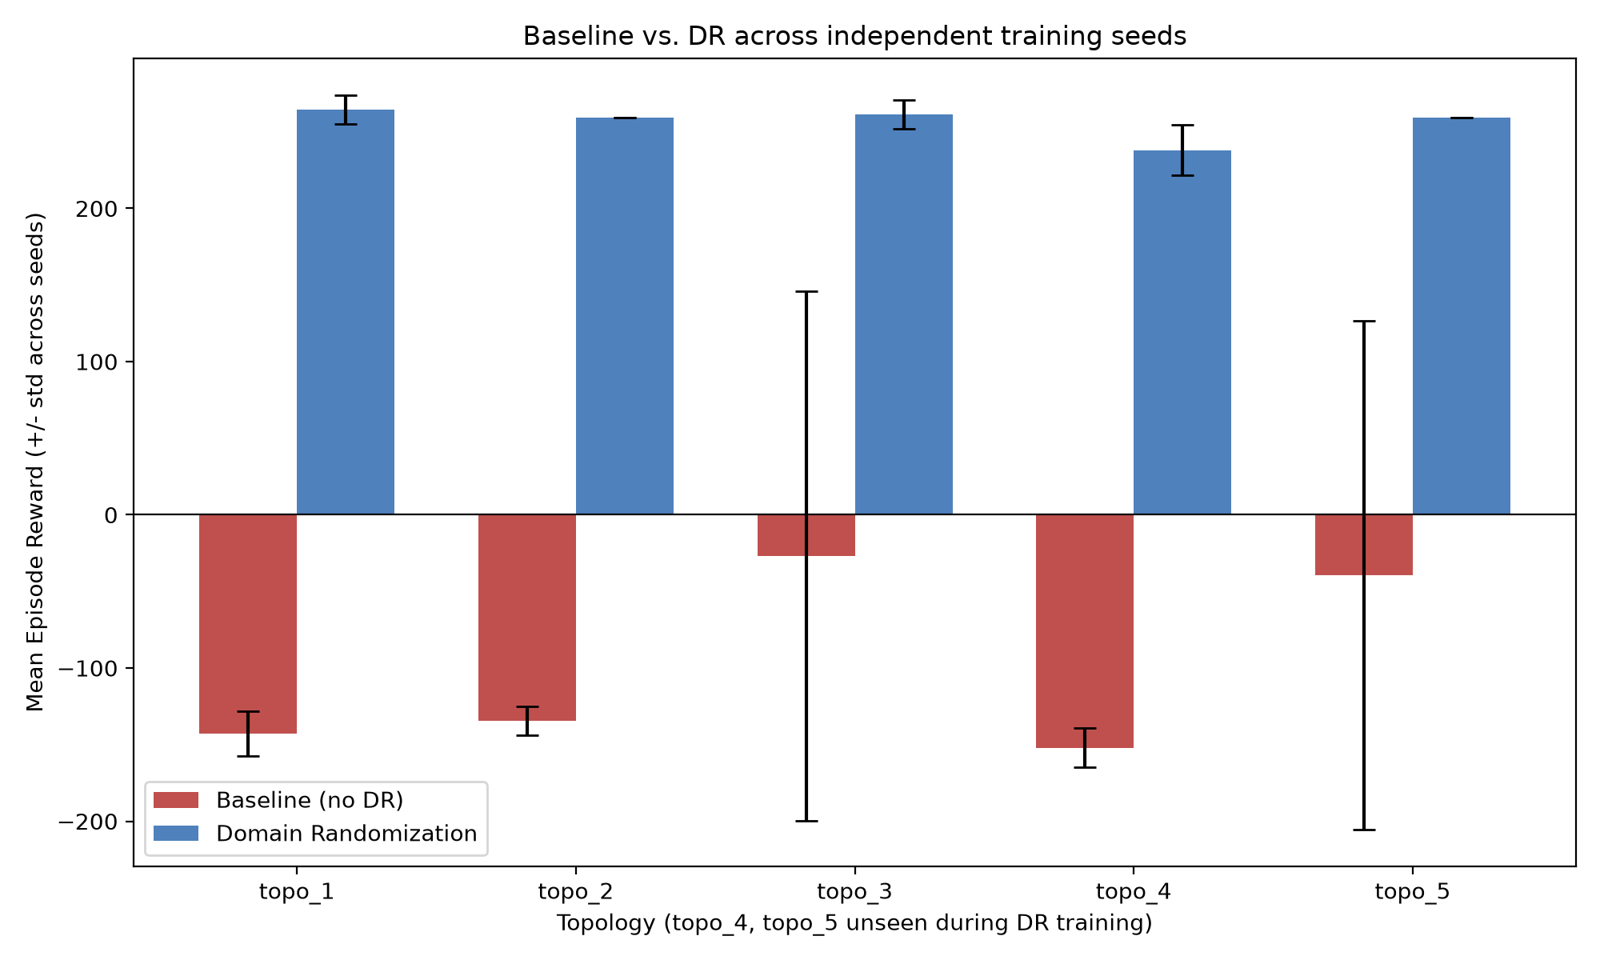 Baseline vs. DR across independent training seeds
Mean Episode Reward (+/- std across seeds)
200
100
0
−100
−200
Baseline (no DR)
Domain Randomization
topo_1
topo_2
topo_3
topo_4
topo_5
Topology (topo_4, topo_5 unseen during DR training)